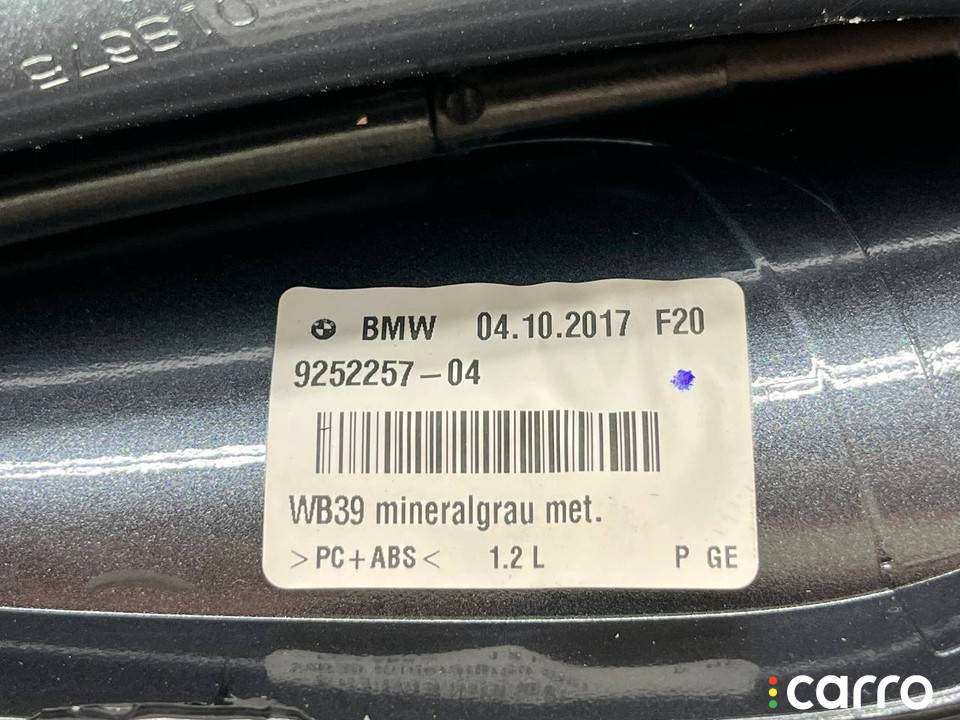 BMW 04.10.2017 F20
9252257-04
WB39 mineralgrau met.
>PC+ABS< 1.2 L P GE
carro